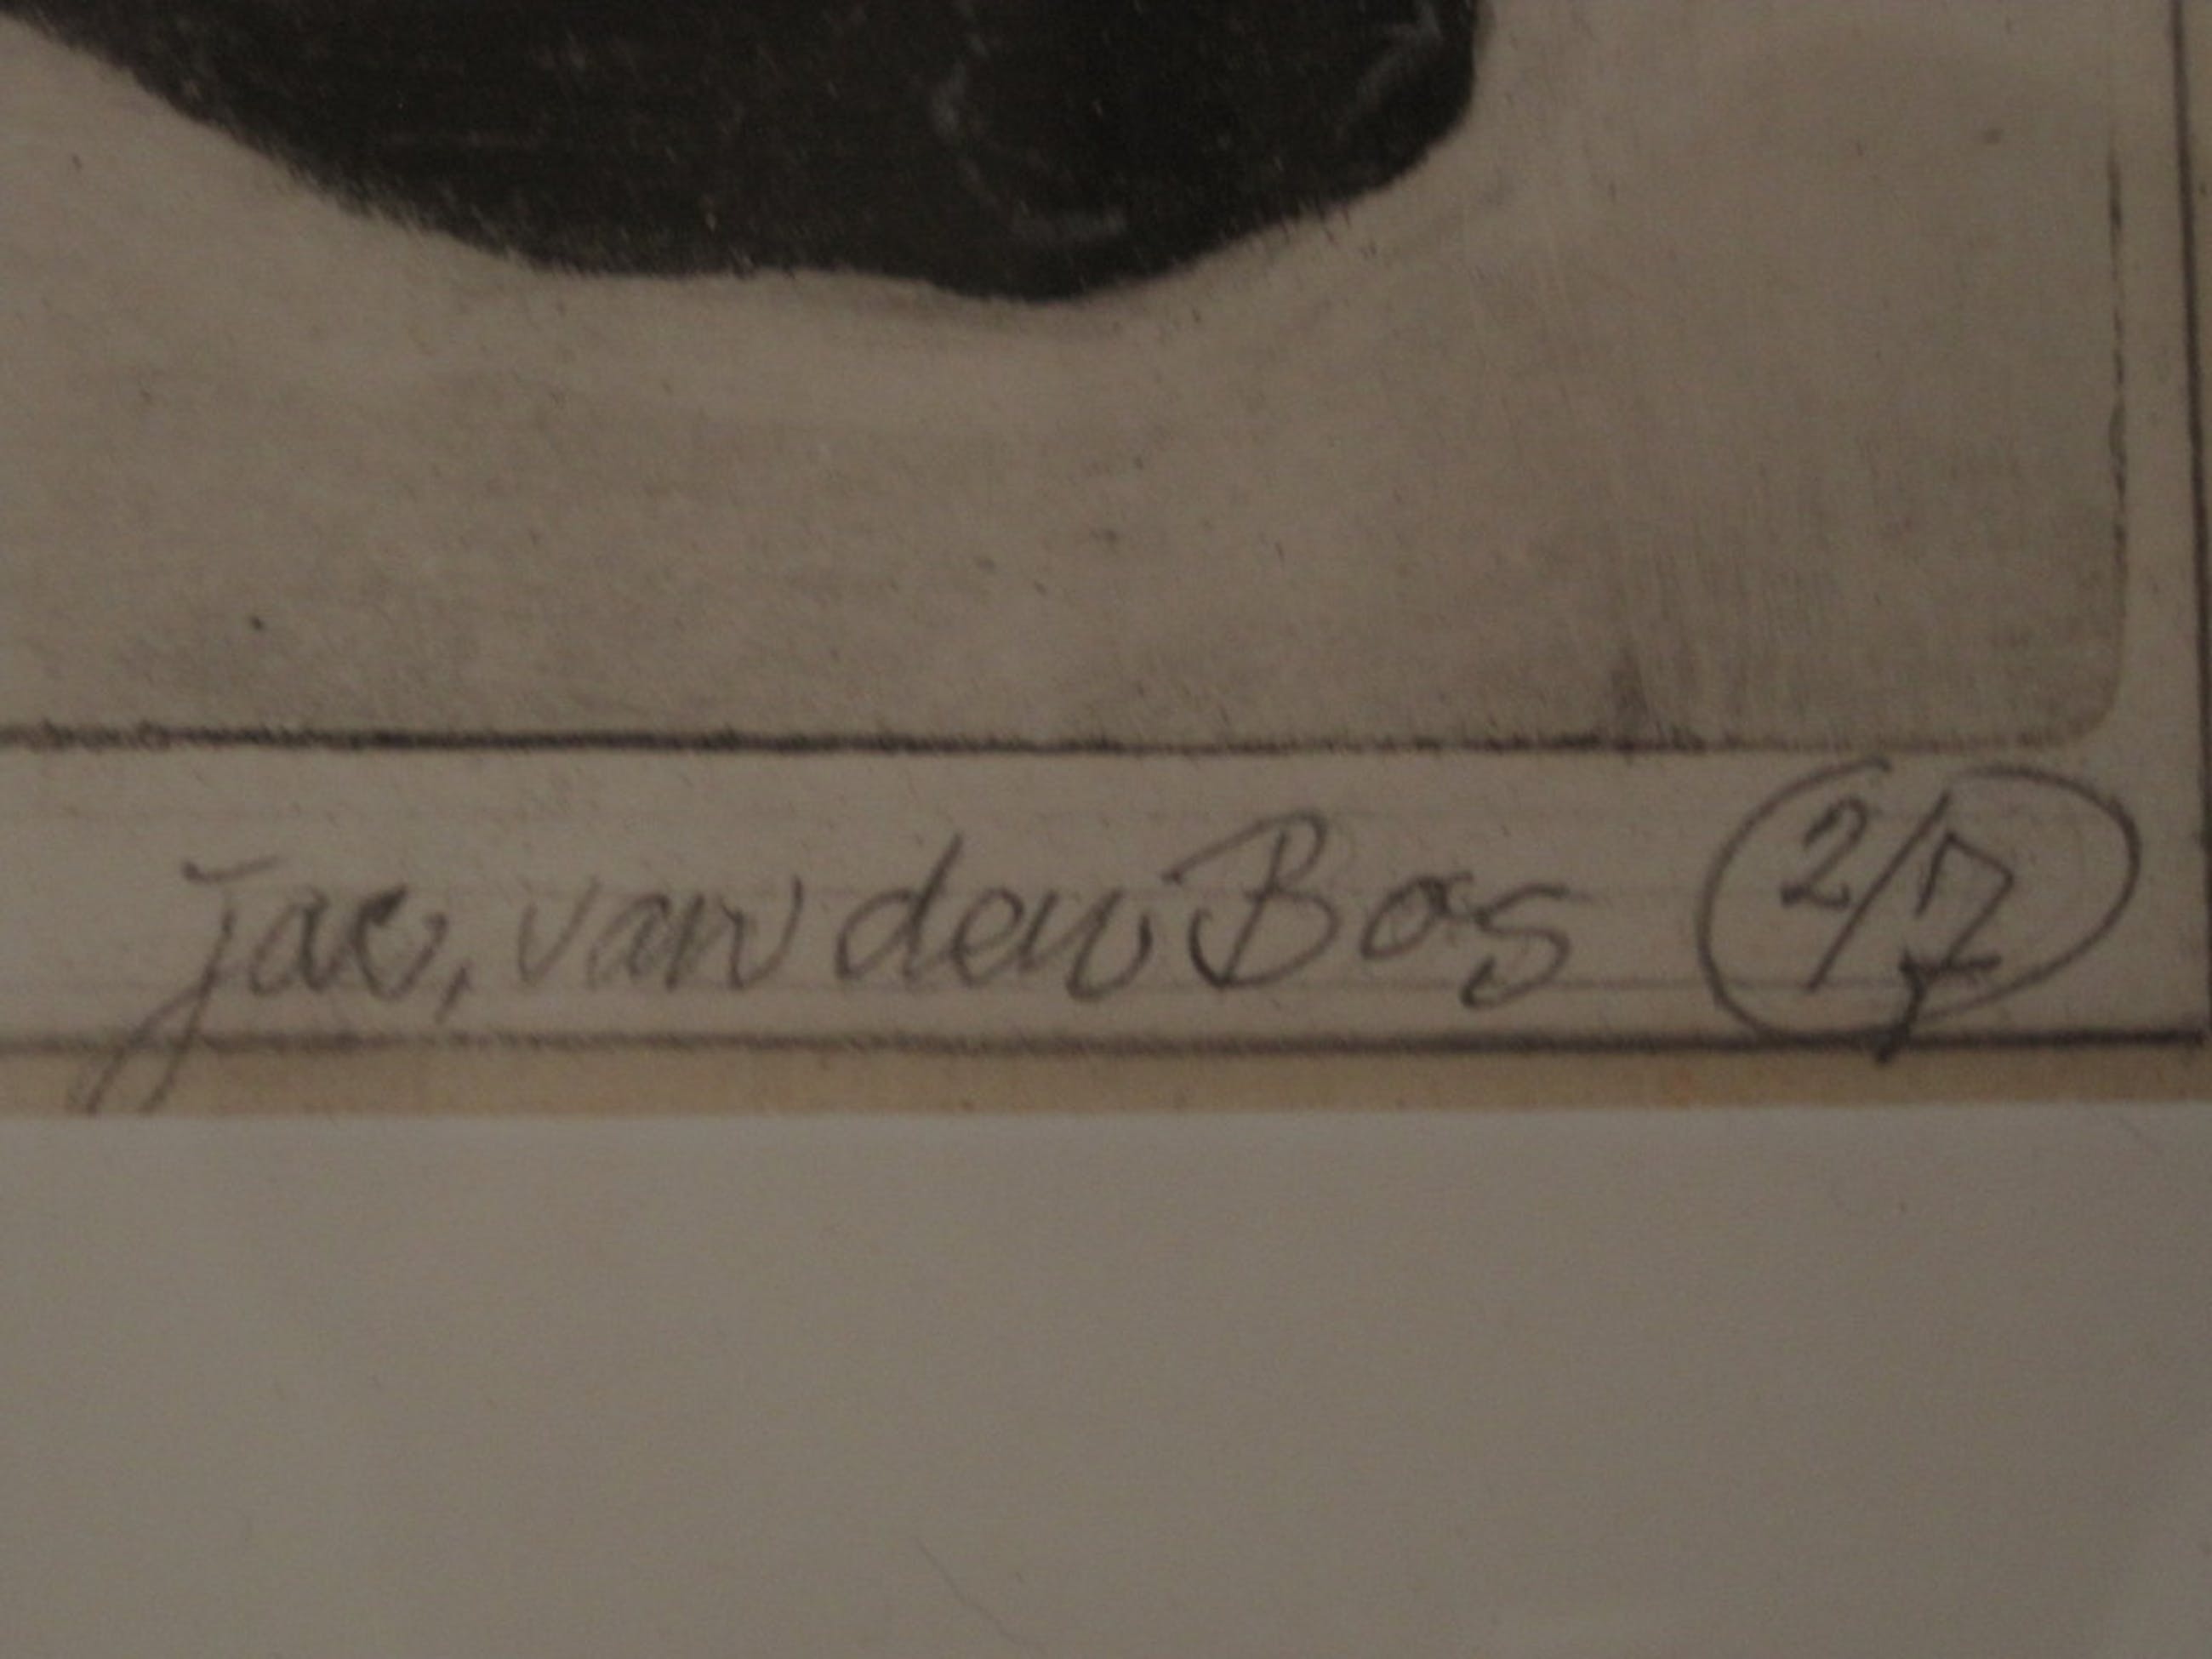 jac, van den Bos 2/7